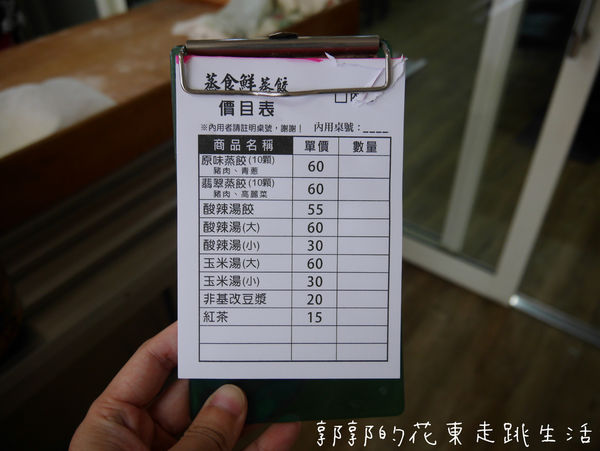 蒸食鮮蒸餃
價目表
※內用者請註明桌號，謝謝！ 內用桌號：____
商品名稱 單價 數量
原味蒸餃(10顆) 60
豬肉、青蔥
翡翠蒸餃(10顆) 60
豬肉、高麗菜
酸辣湯餃 55
酸辣湯(大) 60
酸辣湯(小) 30
玉米湯(大) 60
玉米湯(小) 30
非基改豆漿 20
紅茶 15
郭郭的花東走跳生活